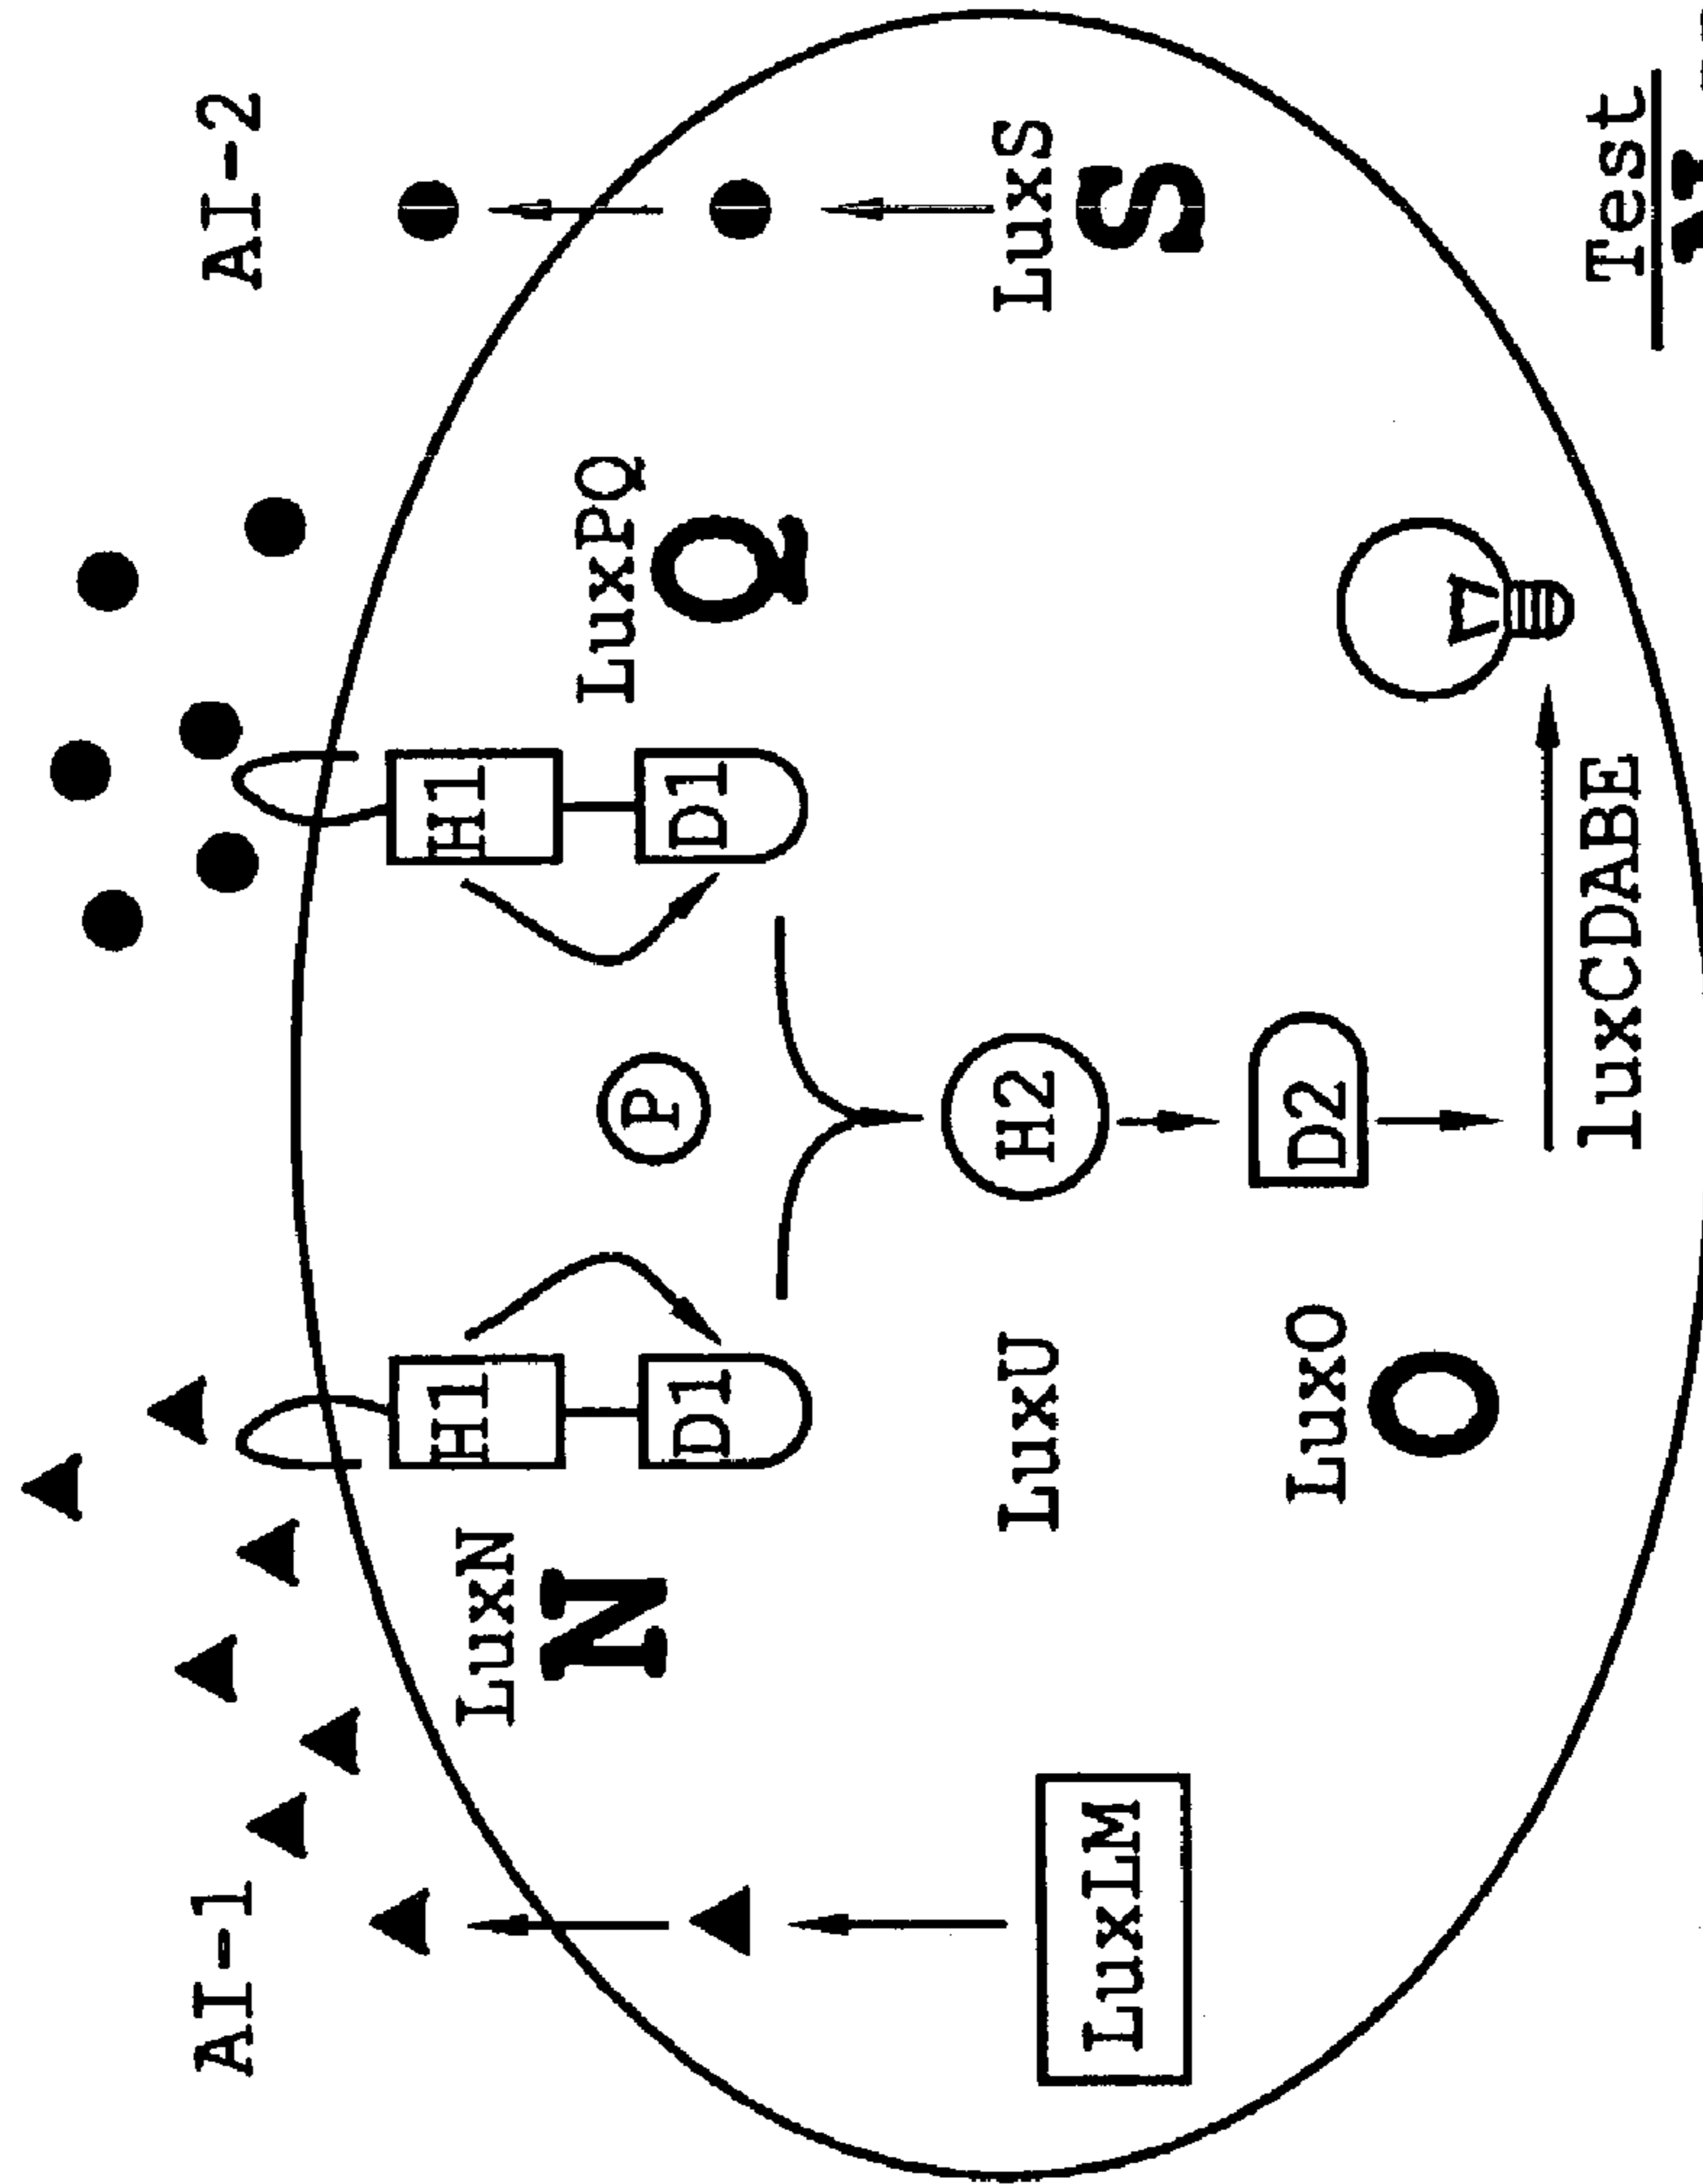 AI-1
AI-2
LuxN
N
H1
D1
P
H1
D1
LuxPQ
Q
LuxLM
LuxU
H2
LuxS
S
LuxO
O
D2
luxCDABE
Test